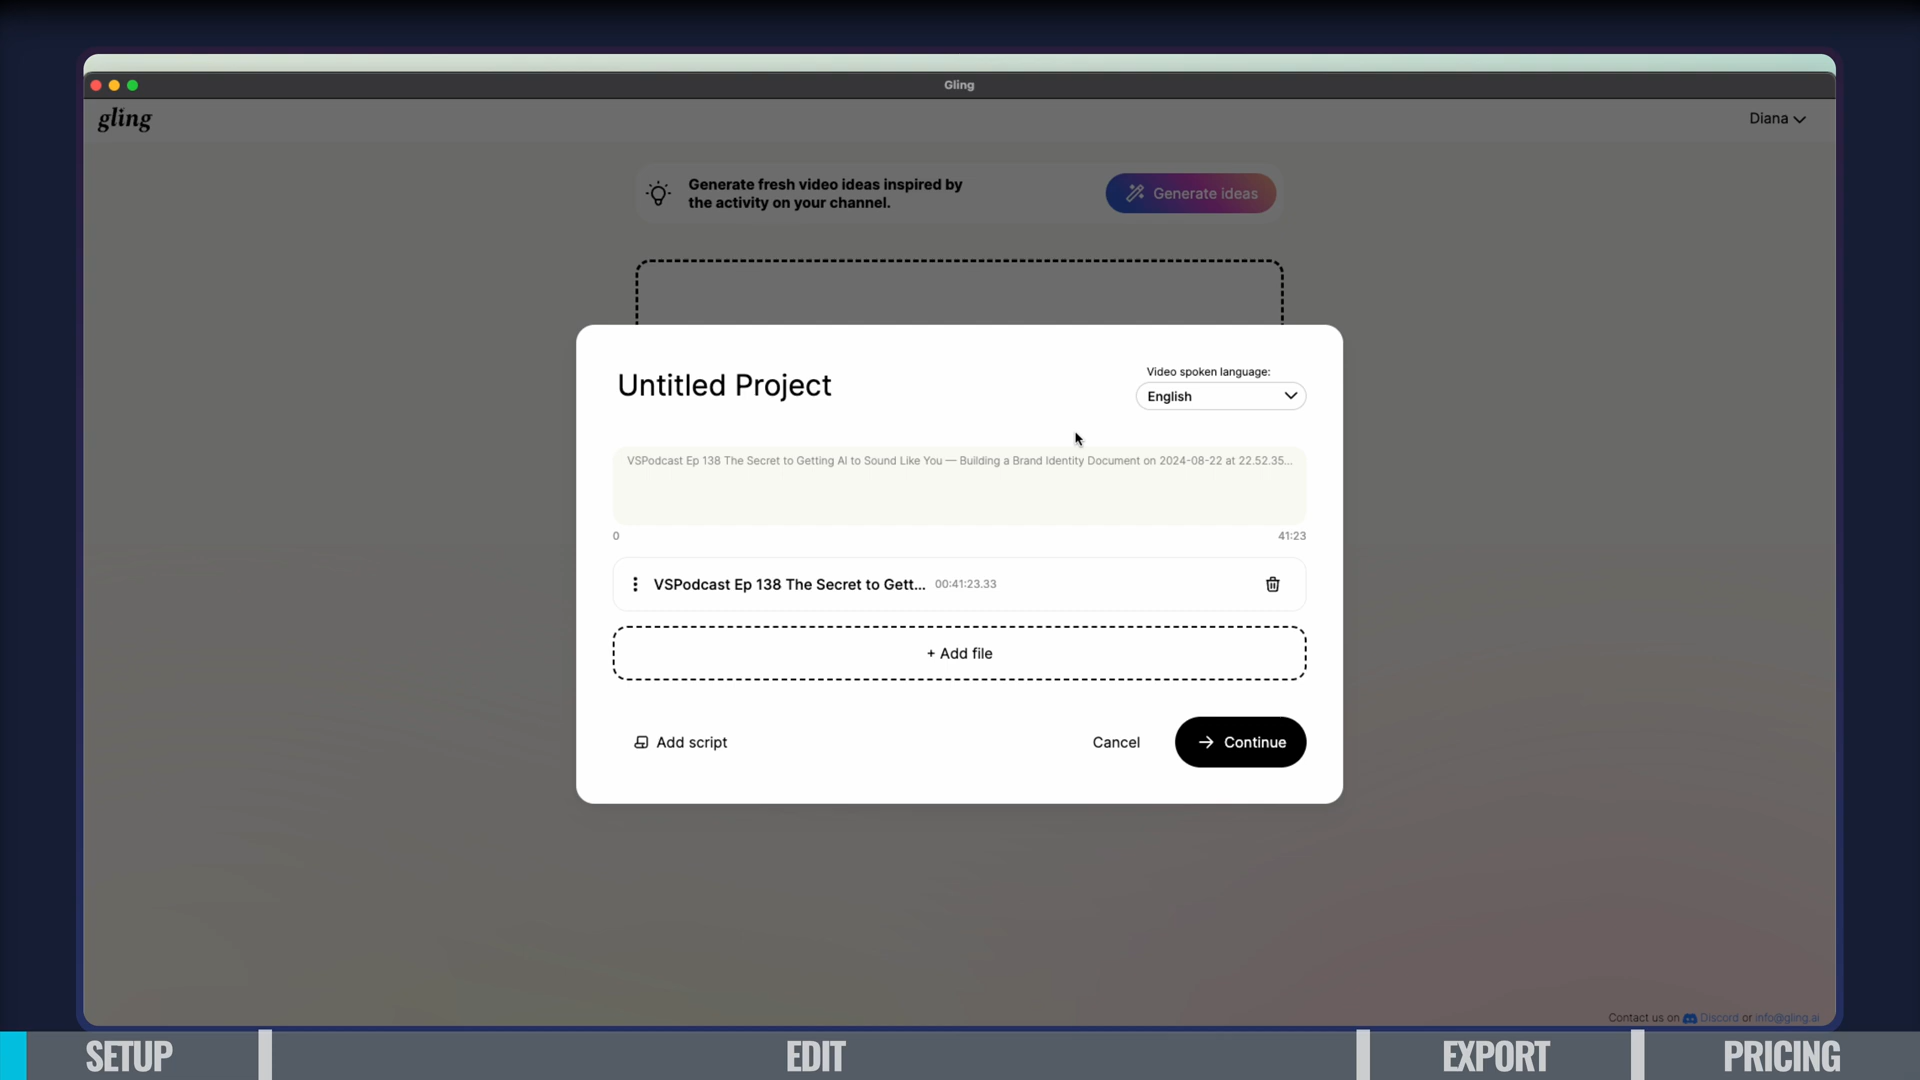 Gling
gling
Diana
Generate fresh video ideas inspired by
the activity on your channel.
Generate ideas
Untitled Project
Video spoken language:
English
VSPodcast Ep 138 The Secret to Getting AI to Sound Like You — Building a Brand Identity Document on 2024-08-22 at 22.52.35...
0
41:23
VSPodcast Ep 138 The Secret to Gett... 00:41:23.33
+ Add file
Add script
Cancel
Continue
Contact us on Discord or info@gling.ai
SETUP
EDIT
EXPORT
PRICING